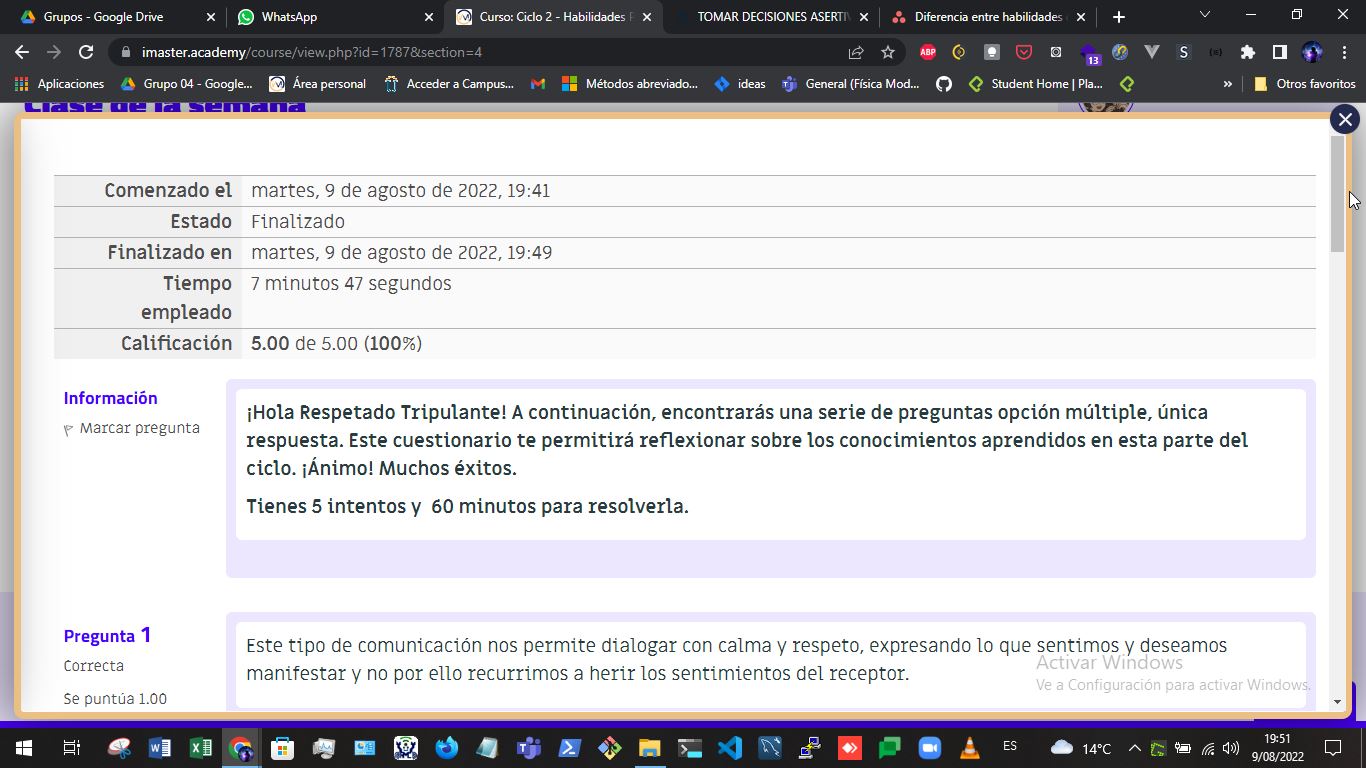 Grupos - Google Drive
WhatsApp
Curso: Ciclo 2 - Habilidades P
TOMAR DECISIONES ASERTIV
Diferencia entre habilidades
imaster.academy/course/view.php?id=1787&section=4
ABP
13
S
Aplicaciones
Grupo 04 - Google...
Área personal
Acceder a Campus...
Métodos abreviado...
ideas
General (Física Mod...
Student Home | Pla...
»
Otros favoritos
Clase de la semana
Comenzado el martes, 9 de agosto de 2022, 19:41
Estado Finalizado
Finalizado en martes, 9 de agosto de 2022, 19:49
Tiempo 7 minutos 47 segundos
empleado
Calificación 5.00 de 5.00 (100%)
Información
Marcar pregunta
¡Hola Respetado Tripulante! A continuación, encontrarás una serie de preguntas opción múltiple, única
respuesta. Este cuestionario te permitirá reflexionar sobre los conocimientos aprendidos en esta parte del
ciclo. ¡Ánimo! Muchos éxitos.
Tienes 5 intentos y 60 minutos para resolverla.
Pregunta 1
Correcta
Se puntúa 1.00
Este tipo de comunicación nos permite dialogar con calma y respeto, expresando lo que sentimos y deseamos
manifestar y no por ello recurrimos a herir los sentimientos del receptor.
Activar Windows
Ve a Configuración para activar Windows.
ES
14°C
19:51
9/08/2022